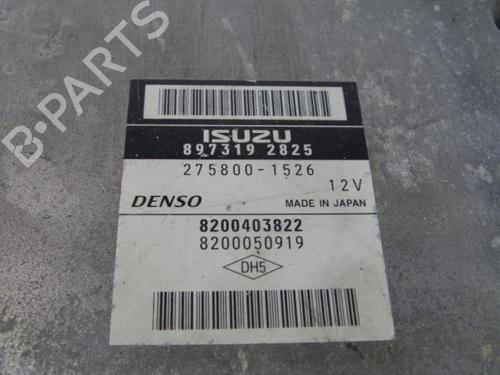 B-PARTS
ISUZU
897319 2825
275800-1526
12V
DENSO MADE IN JAPAN
8200403822
8200050919
DH5